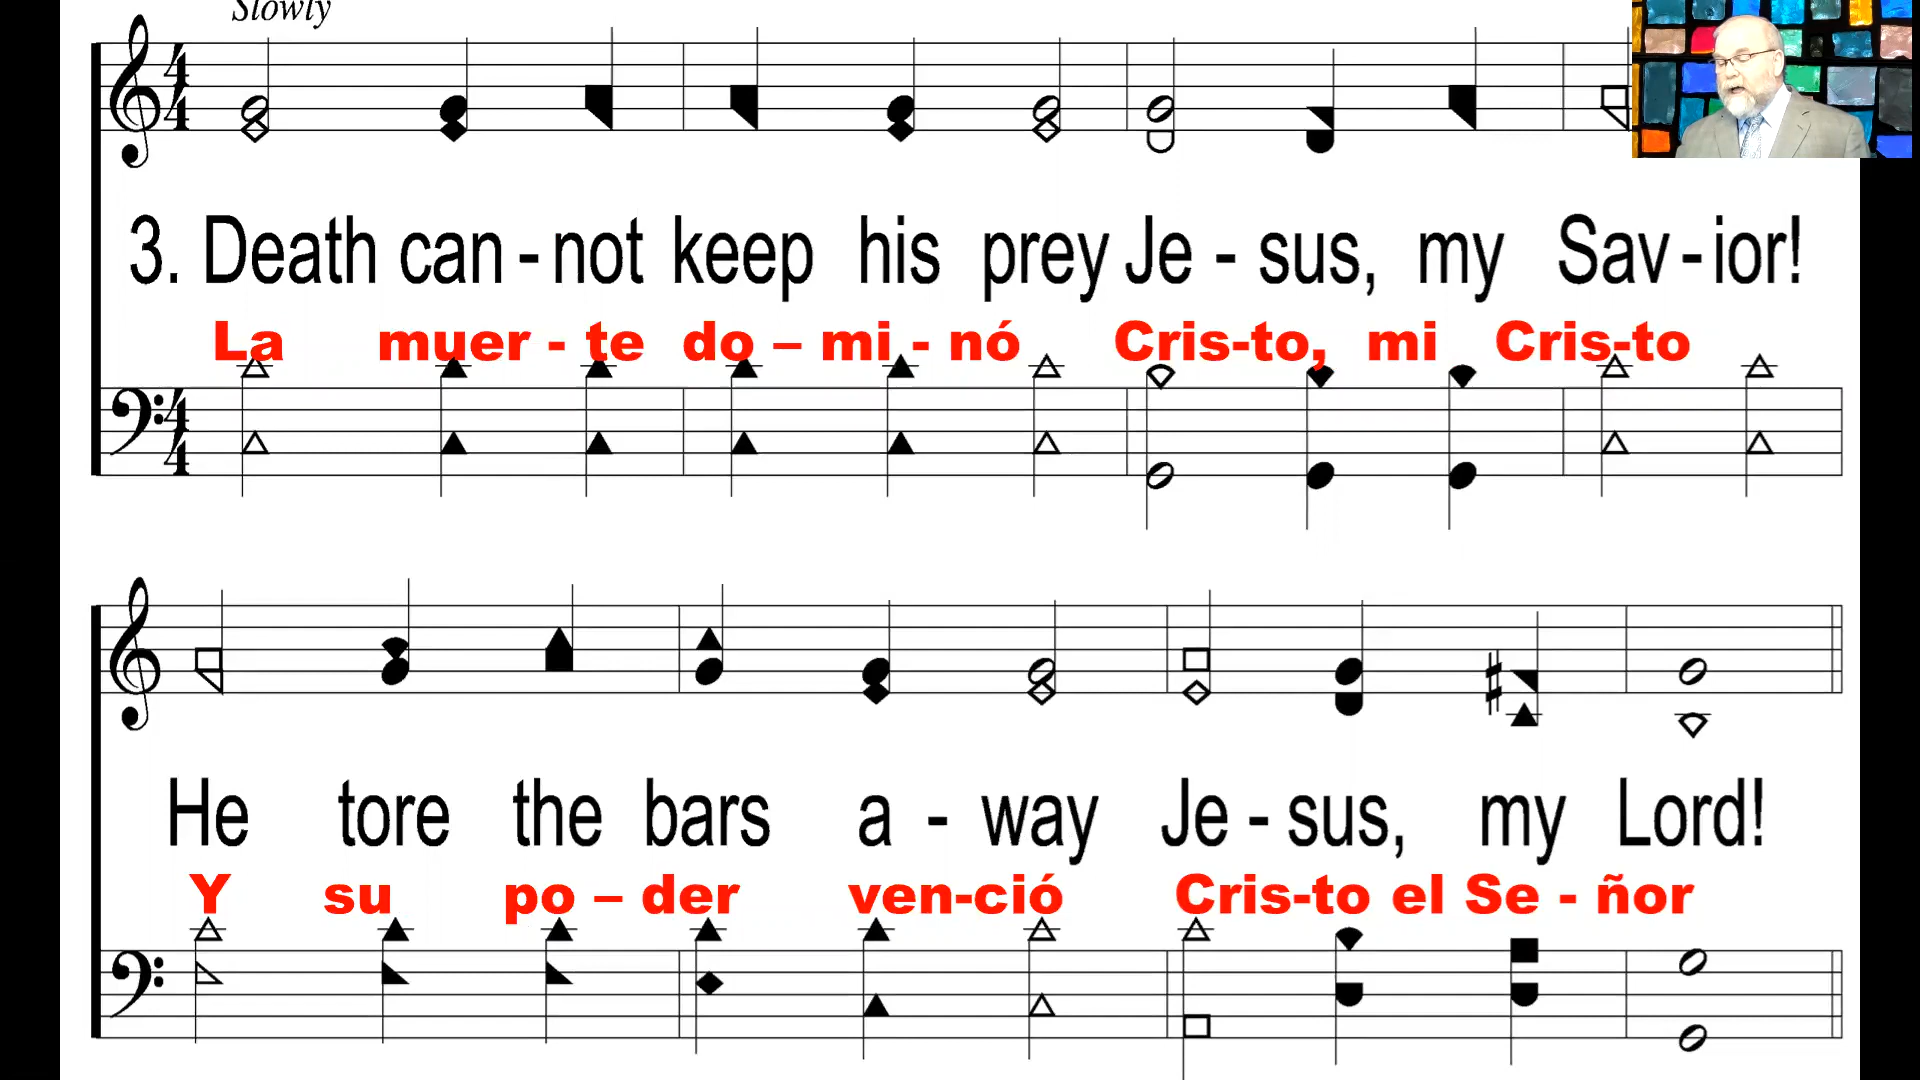 Slowly
3. Death can - not keep his prey Je - sus, my Sav - ior!
La muer - te do – mi - nó Cris-to, mi Cris-to
He tore the bars a - way Je - sus, my Lord!
Y su po – der ven-ció Cris-to el Se - ñor